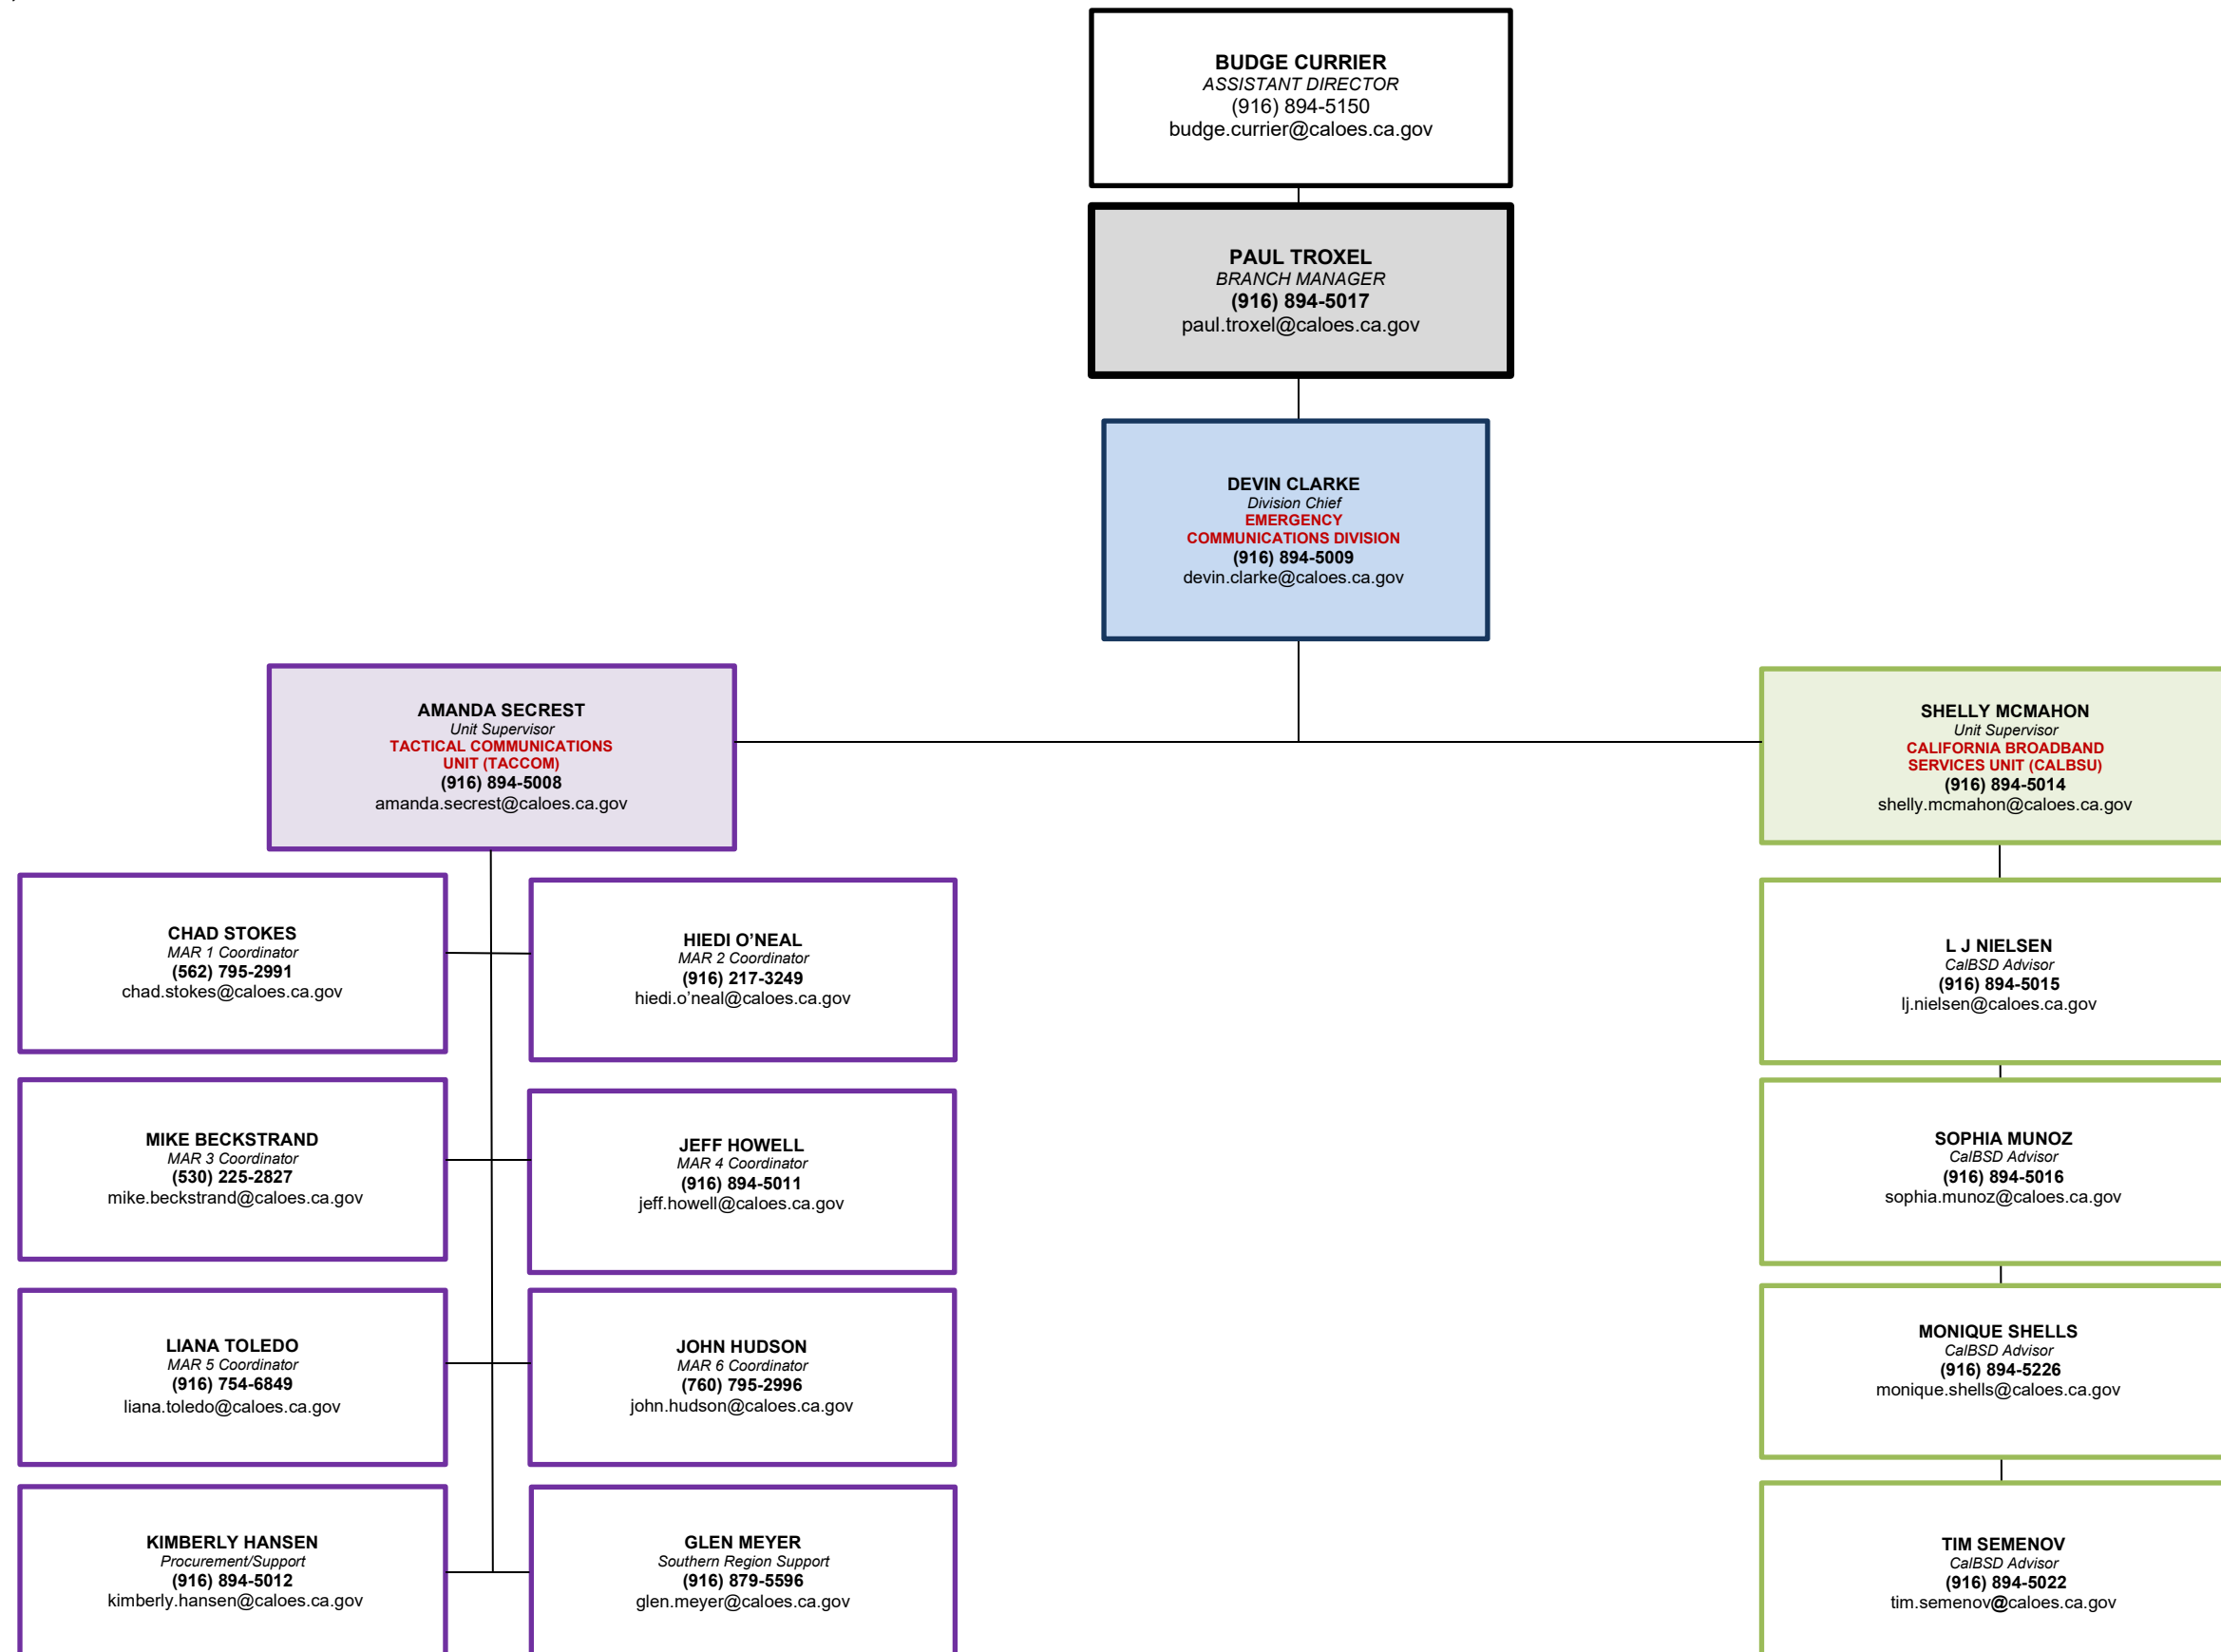 BUDGE CURRIER
ASSISTANT DIRECTOR
(916) 894-5150
budge.currier@caloes.ca.gov
PAUL TROXEL
BRANCH MANAGER
(916) 894-5017
paul.troxel@caloes.ca.gov
DEVIN CLARKE
Division Chief
EMERGENCY
COMMUNICATIONS DIVISION
(916) 894-5009
devin.clarke@caloes.ca.gov
AMANDA SECREST
Unit Supervisor
TACTICAL COMMUNICATIONS
UNIT (TACCOM)
(916) 894-5008
amanda.secrest@caloes.ca.gov
SHELLY MCMAHON
Unit Supervisor
CALIFORNIA BROADBAND
SERVICES UNIT (CALBSU)
(916) 894-5014
shelly.mcmahon@caloes.ca.gov
CHAD STOKES
MAR 1 Coordinator
(562) 795-2991
chad.stokes@caloes.ca.gov
HIEDI O’NEAL
MAR 2 Coordinator
(916) 217-3249
hiedi.o’neal@caloes.ca.gov
L J NIELSEN
CalBSD Advisor
(916) 894-5015
lj.nielsen@caloes.ca.gov
MIKE BECKSTRAND
MAR 3 Coordinator
(530) 225-2827
mike.beckstrand@caloes.ca.gov
JEFF HOWELL
MAR 4 Coordinator
(916) 894-5011
jeff.howell@caloes.ca.gov
SOPHIA MUNOZ
CalBSD Advisor
(916) 894-5016
sophia.munoz@caloes.ca.gov
LIANA TOLEDO
MAR 5 Coordinator
(916) 754-6849
liana.toledo@caloes.ca.gov
JOHN HUDSON
MAR 6 Coordinator
(760) 795-2996
john.hudson@caloes.ca.gov
MONIQUE SHELLS
CalBSD Advisor
(916) 894-5226
monique.shells@caloes.ca.gov
KIMBERLY HANSEN
Procurement/Support
(916) 894-5012
kimberly.hansen@caloes.ca.gov
GLEN MEYER
Southern Region Support
(916) 879-5596
glen.meyer@caloes.ca.gov
TIM SEMENOV
CalBSD Advisor
(916) 894-5022
tim.semenov@caloes.ca.gov